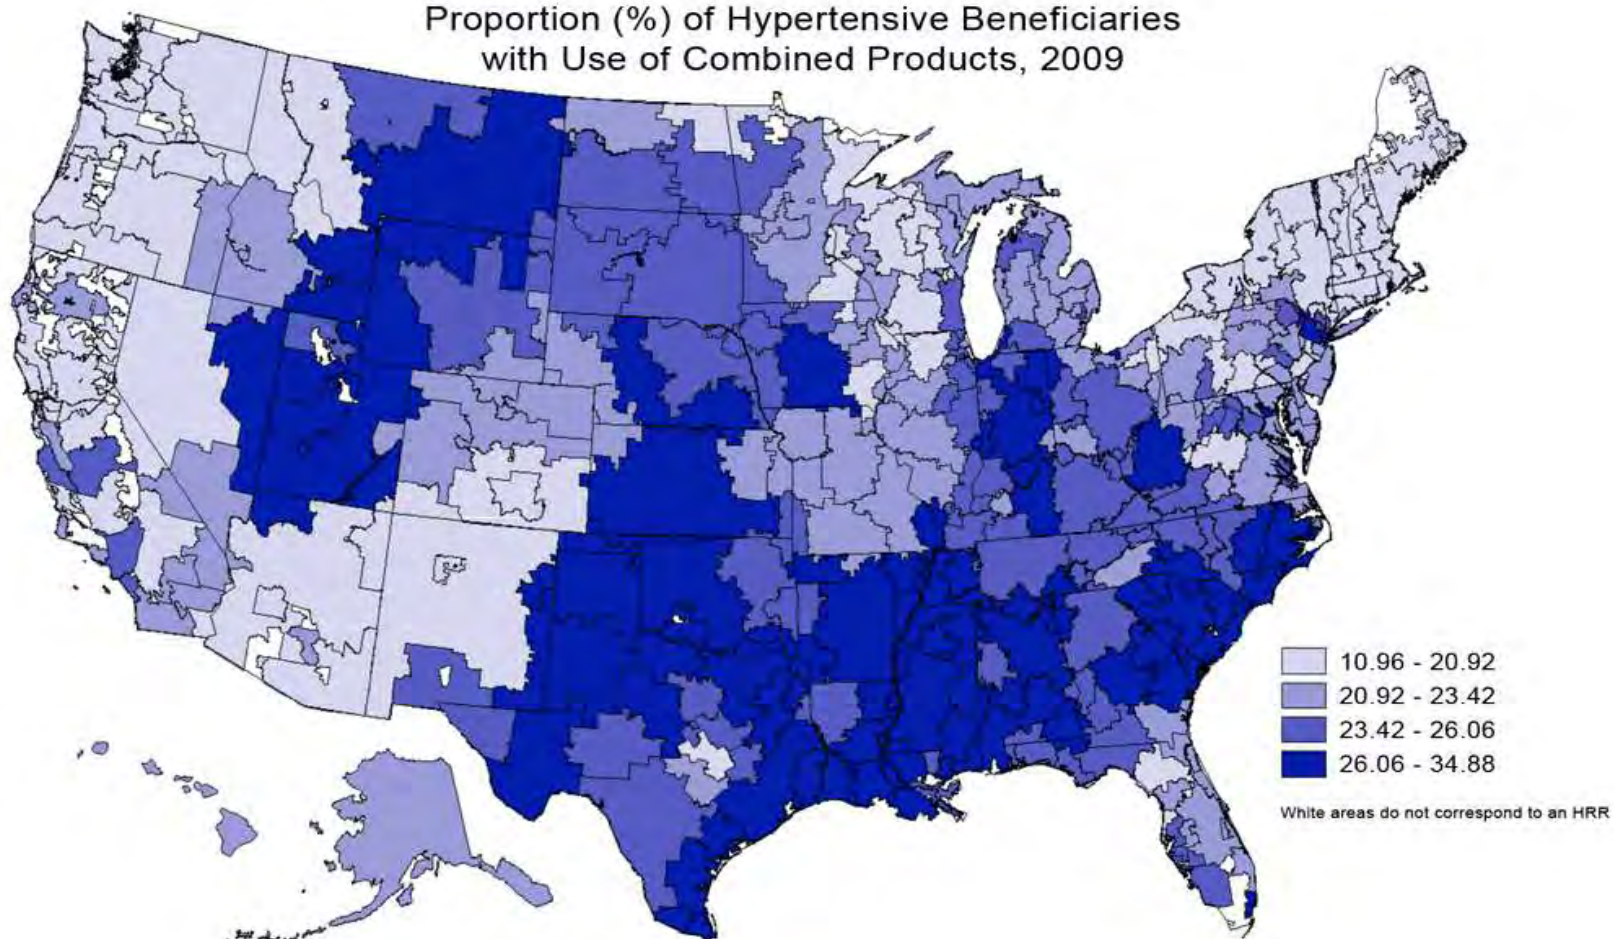 Proportion (%) of Hypertensive Beneficiaries
with Use of Combined Products, 2009
10.96 - 20.92
20.92 - 23.42
23.42 - 26.06
26.06 - 34.88
White areas do not correspond to an HRR